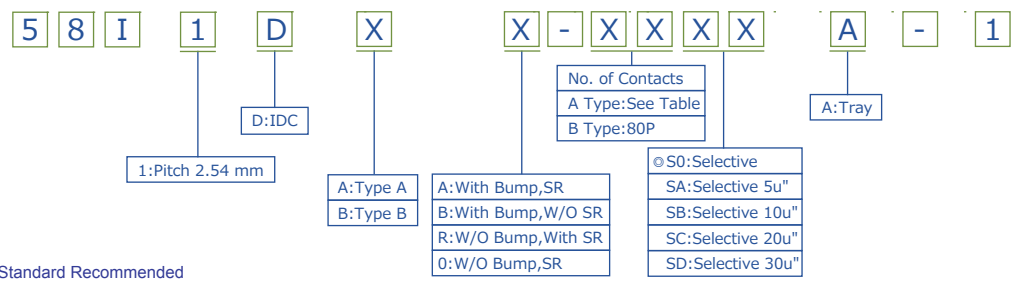 58I 1 D X X-XXXX A - 1
No. of Contacts
A Type:See Table
B Type:80P
A:Tray
D:IDC
1:Pitch 2.54 mm
A:Type A
B:Type B
A:With Bump,SR
B:With Bump,W/O SR
R:W/O Bump,With SR
0:W/O Bump,SR
◎S0:Selective
SA:Selective 5u"
SB:Selective 10u"
SC:Selective 20u"
SD:Selective 30u"
Standard Recommended